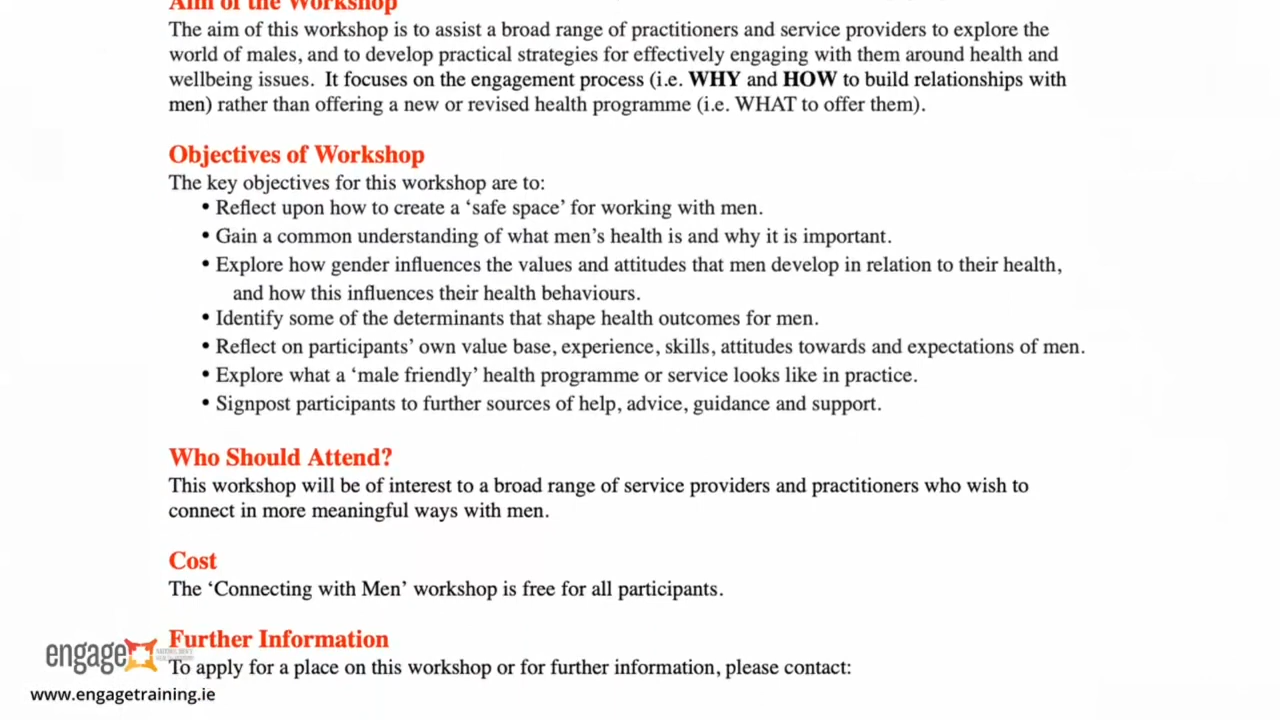 Aim of the Workshop
The aim of this workshop is to assist a broad range of practitioners and service providers to explore the
world of males, and to develop practical strategies for effectively engaging with them around health and
wellbeing issues. It focuses on the engagement process (i.e. WHY and HOW to build relationships with
men) rather than offering a new or revised health programme (i.e. WHAT to offer them).
Objectives of Workshop
The key objectives for this workshop are to:
• Reflect upon how to create a ‘safe space’ for working with men.
• Gain a common understanding of what men’s health is and why it is important.
• Explore how gender influences the values and attitudes that men develop in relation to their health,
and how this influences their health behaviours.
• Identify some of the determinants that shape health outcomes for men.
• Reflect on participants’ own value base, experience, skills, attitudes towards and expectations of men.
• Explore what a ‘male friendly’ health programme or service looks like in practice.
• Signpost participants to further sources of help, advice, guidance and support.
Who Should Attend?
This workshop will be of interest to a broad range of service providers and practitioners who wish to
connect in more meaningful ways with men.
Cost
The ‘Connecting with Men’ workshop is free for all participants.
Further Information
To apply for a place on this workshop or for further information, please contact:
engage
www.engagetraining.ie